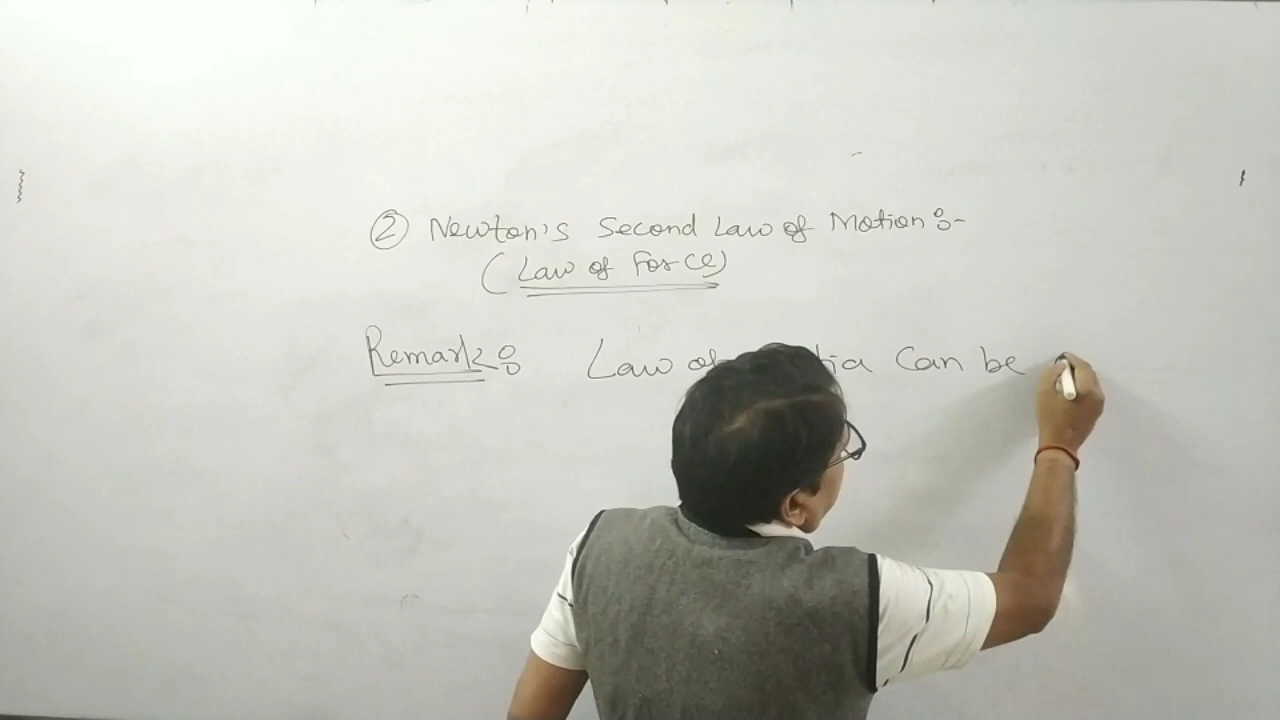 ② Newton's Second Law of Motion :-
(Law of Force)
Remark : Law of can be